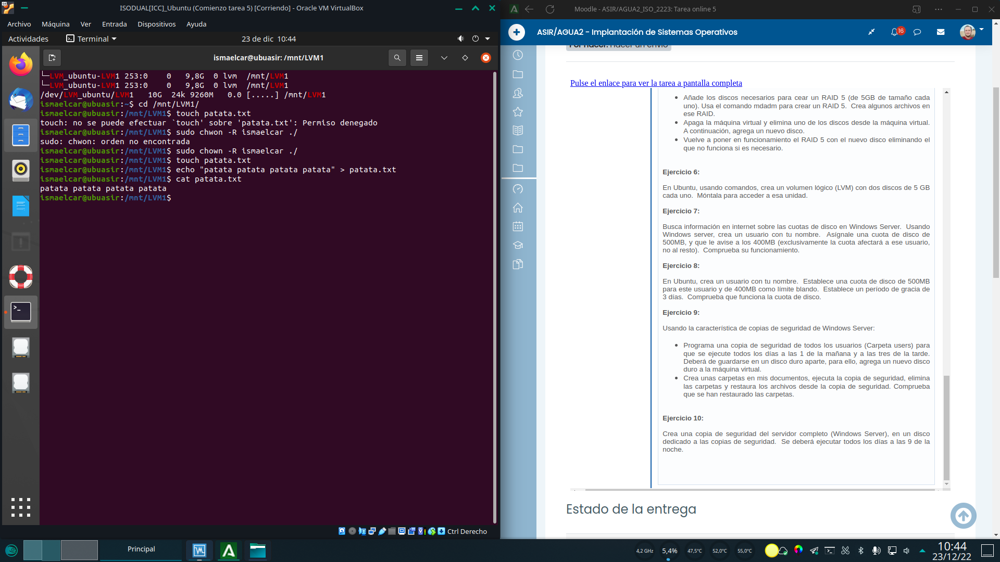 ISODUAL[ICC]_Ubuntu (Comienzo tarea 5) [Corriendo] - Oracle VM VirtualBox
Archivo Máquina Ver Entrada Dispositivos Ayuda
Actividades Terminal 23 de dic 10:44
ismaelcar@ubuasir: /mnt/LVM1
└─LVM_ubuntu-LVM1 253:0 0 9,8G 0 lvm /mnt/LVM1
└─LVM_ubuntu-LVM1 253:0 0 9,8G 0 lvm /mnt/LVM1
/dev/LVM_ubuntu/LVM1 10G 24k 9260M 0.0 [.....] /mnt/LVM1
ismaelcar@ubuasir:~$ cd /mnt/LVM1/
ismaelcar@ubuasir:/mnt/LVM1$ touch patata.txt
touch: no se puede efectuar `touch' sobre 'patata.txt': Permiso denegado
ismaelcar@ubuasir:/mnt/LVM1$ sudo chwon -R ismaelcar ./
sudo: chwon: orden no encontrada
ismaelcar@ubuasir:/mnt/LVM1$ sudo chown -R ismaelcar ./
ismaelcar@ubuasir:/mnt/LVM1$ touch patata.txt
ismaelcar@ubuasir:/mnt/LVM1$ echo "patata patata patata patata" > patata.txt
ismaelcar@ubuasir:/mnt/LVM1$ cat patata.txt
patata patata patata patata
ismaelcar@ubuasir:/mnt/LVM1$
Ctrl Derecho
Moodle - ASIR/AGUA2_ISO_2223: Tarea online 5
ASIR/AGUA2 - Implantación de Sistemas Operativos
16
Por hacer: Hacer un envío
Pulse el enlace para ver la tarea a pantalla completa
Añade los discos necesarios para cear un RAID 5 (de 5GB de tamaño cada
uno). Usa el comando mdadm para crear un RAID 5. Crea algunos archivos en
ese RAID.
Apaga la máquina virtual y elimina uno de los discos desde la máquina virtual.
A continuación, agrega un nuevo disco.
Vuelve a poner en funcionamiento el RAID 5 con el nuevo disco eliminando el
que no funciona si es necesario.
Ejercicio 6:
En Ubuntu, usando comandos, crea un volumen lógico (LVM) con dos discos de 5 GB
cada uno. Móntala para acceder a esa unidad.
Ejercicio 7:
Busca información en internet sobre las cuotas de disco en Windows Server. Usando
Windows server, crea un usuario con tu nombre. Asígnale una cuota de disco de
500MB, y que le avise a los 400MB (exclusivamente la cuota afectará a ese usuario,
no al resto). Comprueba su funcionamiento.
Ejercicio 8:
En Ubuntu, crea un usuario con tu nombre. Establece una cuota de disco de 500MB
para este usuario y de 400MB como límite blando. Establece un período de gracia de
3 días. Comprueba que funciona la cuota de disco.
Ejercicio 9:
Usando la característica de copias de seguridad de Windows Server:
Programa una copia de seguridad de todos los usuarios (Carpeta users) para
que se ejecute todos los días a las 1 de la mañana y a las tres de la tarde.
Deberá de guardarse en un disco duro aparte, para ello, agrega un nuevo disco
duro a la máquina virtual.
Crea unas carpetas en mis documentos, ejecuta la copia de seguridad, elimina
las carpetas y restaura los archivos desde la copia de seguridad. Comprueba
que se han restaurado las carpetas.
Ejercicio 10:
Crea una copia de seguridad del servidor completo (Windows Server), en un disco
dedicado a las copias de seguridad. Se deberá ejecutar todos los días a las 9 de la
noche.
Estado de la entrega
Principal
4,2 GHz 5,4% 47,5°C 52,0°C 55,0°C
10:44
23/12/22